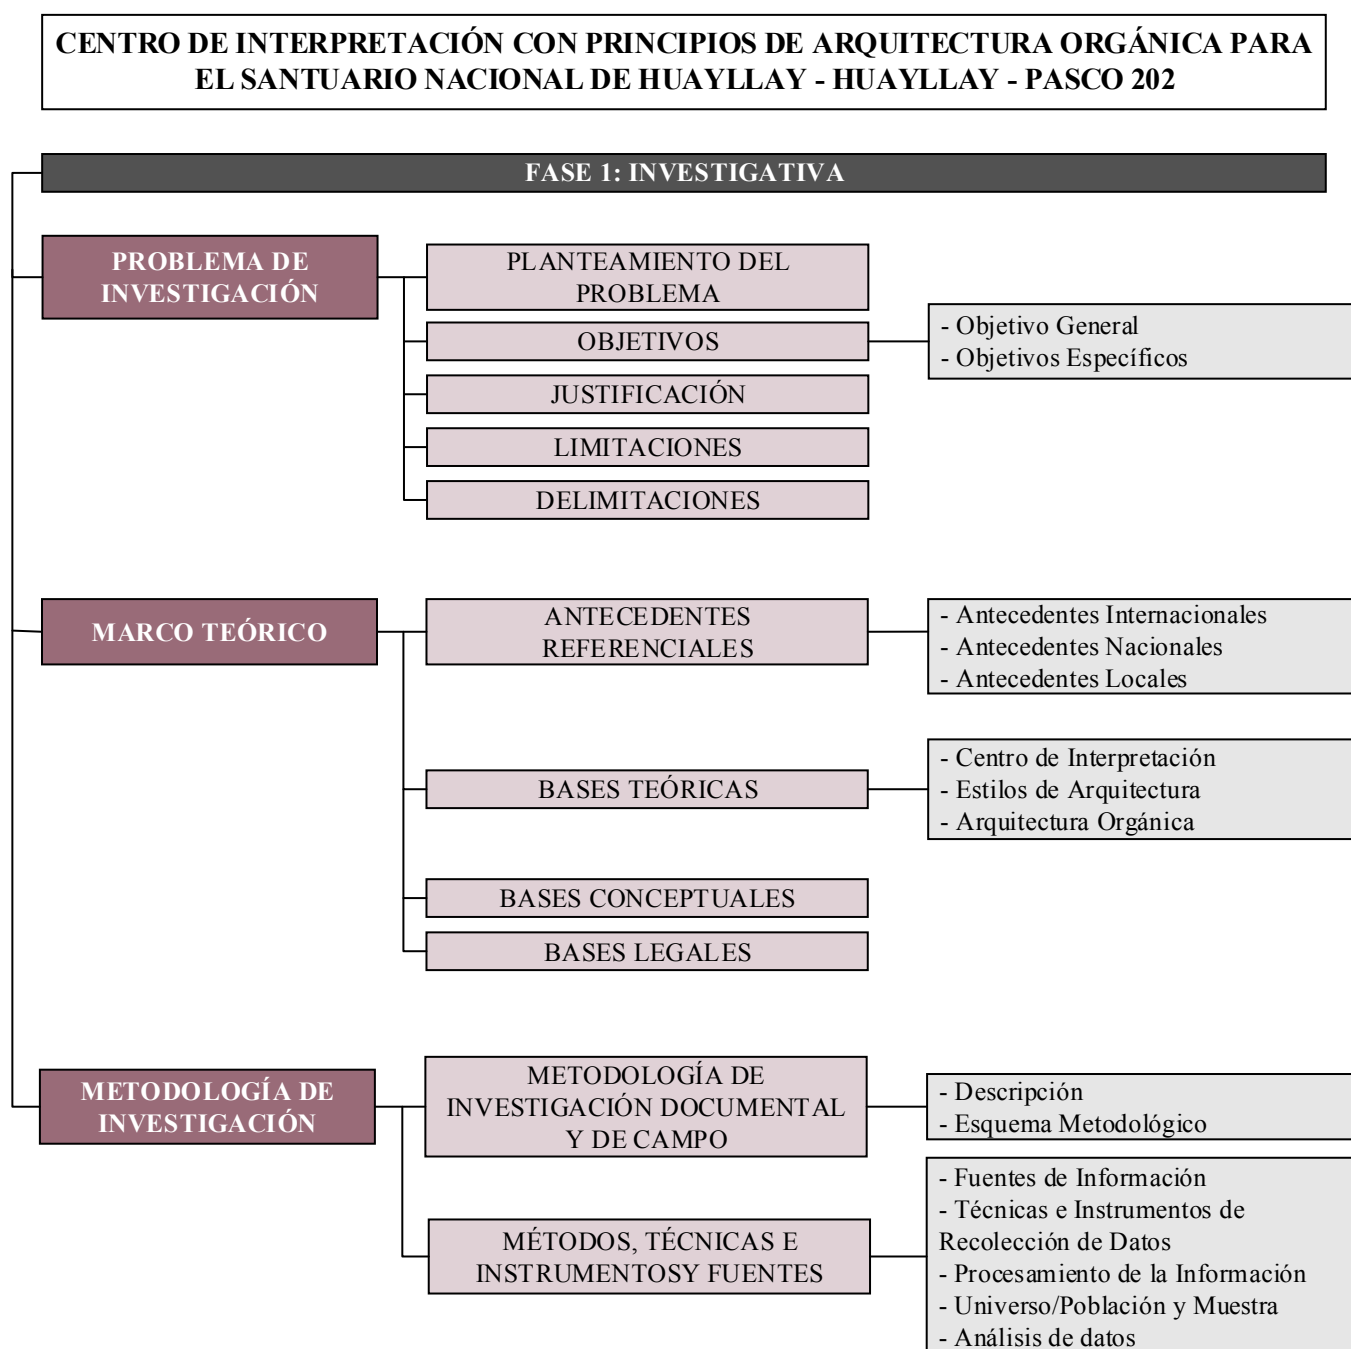 CENTRO DE INTERPRETACIÓN CON PRINCIPIOS DE ARQUITECTURA ORGÁNICA PARA
EL SANTUARIO NACIONAL DE HUAYLLAY - HUAYLLAY - PASCO 202
FASE 1: INVESTIGATIVA
PROBLEMA DE
INVESTIGACIÓN
PLANTEAMIENTO DEL
PROBLEMA
OBJETIVOS
- Objetivo General
- Objetivos Específicos
JUSTIFICACIÓN
LIMITACIONES
DELIMITACIONES
MARCO TEÓRICO
ANTECEDENTES
REFERENCIALES
- Antecedentes Internacionales
- Antecedentes Nacionales
- Antecedentes Locales
BASES TEÓRICAS
- Centro de Interpretación
- Estilos de Arquitectura
- Arquitectura Orgánica
BASES CONCEPTUALES
BASES LEGALES
METODOLOGÍA DE
INVESTIGACIÓN
METODOLOGÍA DE
INVESTIGACIÓN DOCUMENTAL
Y DE CAMPO
- Descripción
- Esquema Metodológico
MÉTODOS, TÉCNICAS E
INSTRUMENTOSY FUENTES
- Fuentes de Información
- Técnicas e Instrumentos de
Recolección de Datos
- Procesamiento de la Información
- Universo/Población y Muestra
- Análisis de datos